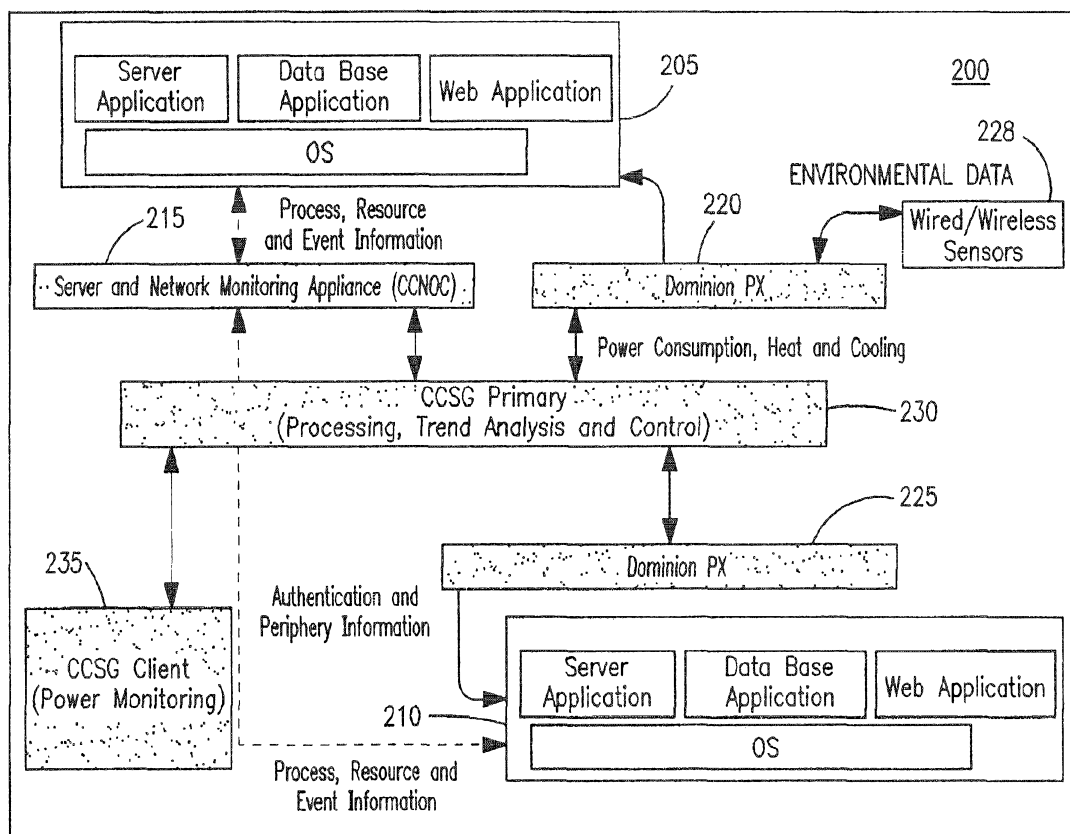 Server
Application
Data Base
Application
Web Application
OS
205
200
228
ENVIRONMENTAL DATA
Wired/Wireless
Sensors
215
Process, Resource
and Event Information
220
Server and Network Monitoring Appliance (CCNOC)
Dominion PX
Power Consumption, Heat and Cooling
CCSG Primary
(Processing, Trend Analysis and Control)
230
225
Dominion PX
235
Authentication and
Periphery Information
CCSG Client
(Power Monitoring)
Server
Application
Data Base
Application
Web Application
210
OS
Process, Resource and
Event Information